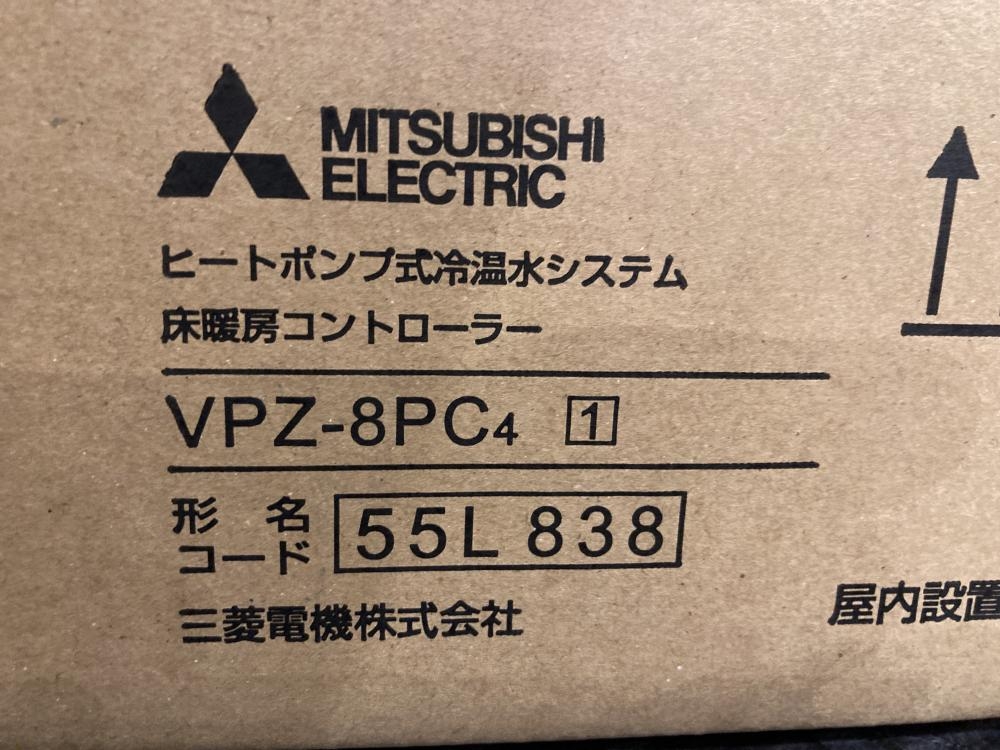 MITSUBISHI
ELECTRIC
ヒートポンプ式冷温水システム
床暖房コントローラー
VPZ-8PC4 1
形名
コード 55L 838
三菱電機株式会社
屋内設置